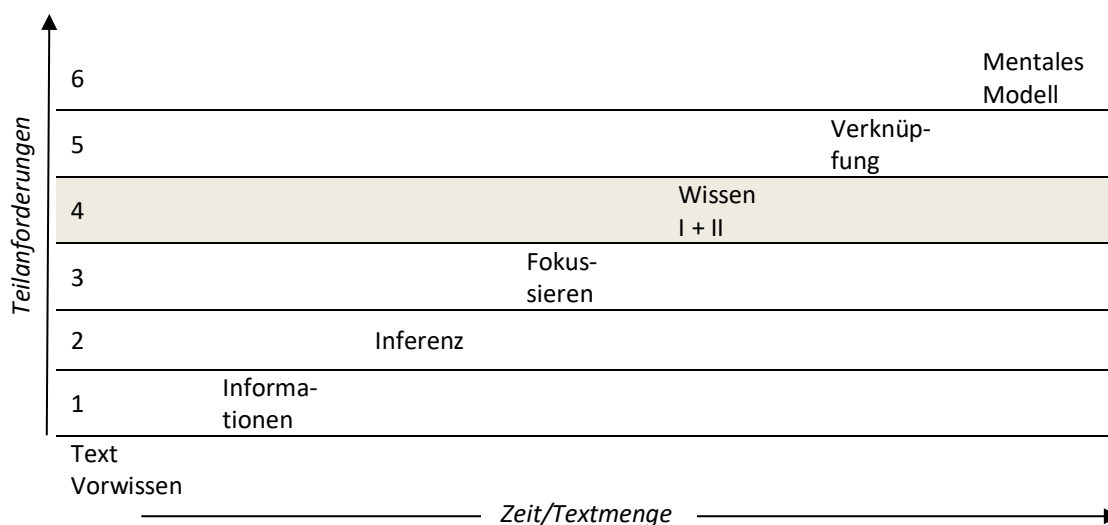 Teilanforderungen
6
Mentales
Modell
5
Verknüp-
fung
4
Wissen
I + II
3
Fokus-
sieren
2
Inferenz
1
Informa-
tionen
Text
Vorwissen
Zeit/Textmenge